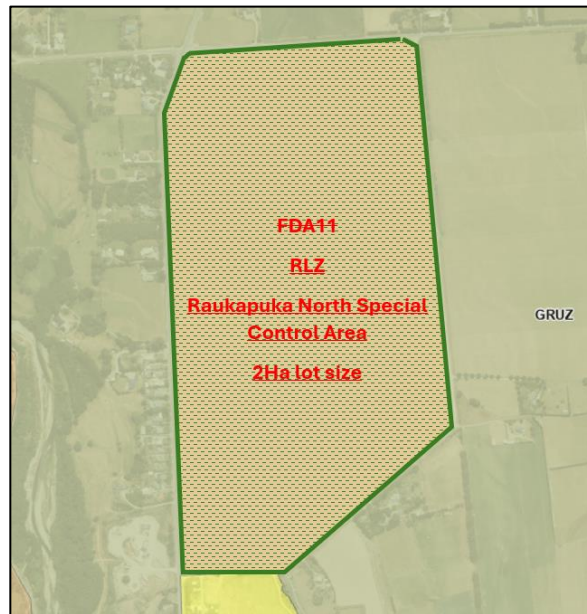 FDA11
RLZ
Raukapuka North Special
Control Area
2Ha lot size
GRUZ